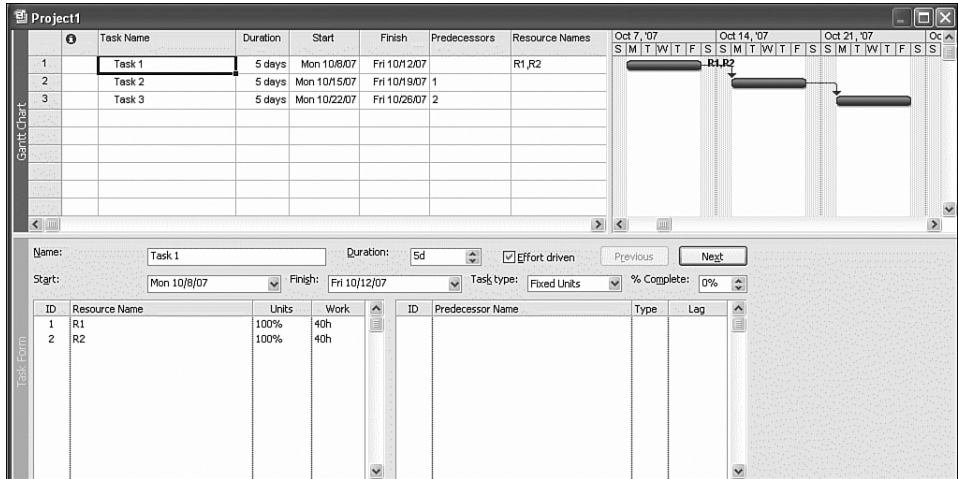 Project1
Task Name Duration Start Finish Predecessors Resource Names
Oct 7, '07 Oct 14, '07 Oct 21, '07 Oc
S M T W T F S S M T W T F S S M T W T F S S
1 Task 1 5 days Mon 10/8/07 Fri 10/12/07 R1,R2
R1,R2
2 Task 2 5 days Mon 10/15/07 Fri 10/19/07 1
3 Task 3 5 days Mon 10/22/07 Fri 10/26/07 2
Gantt Chart
Name: Task 1 Duration: 5d Effort driven Previous Next
Start: Mon 10/8/07 Finish: Fri 10/12/07 Task type: Fixed Units % Complete: 0%
ID Resource Name Units Work ID Predecessor Name Type Lag
1 R1 100% 40h
2 R2 100% 40h
Task Form